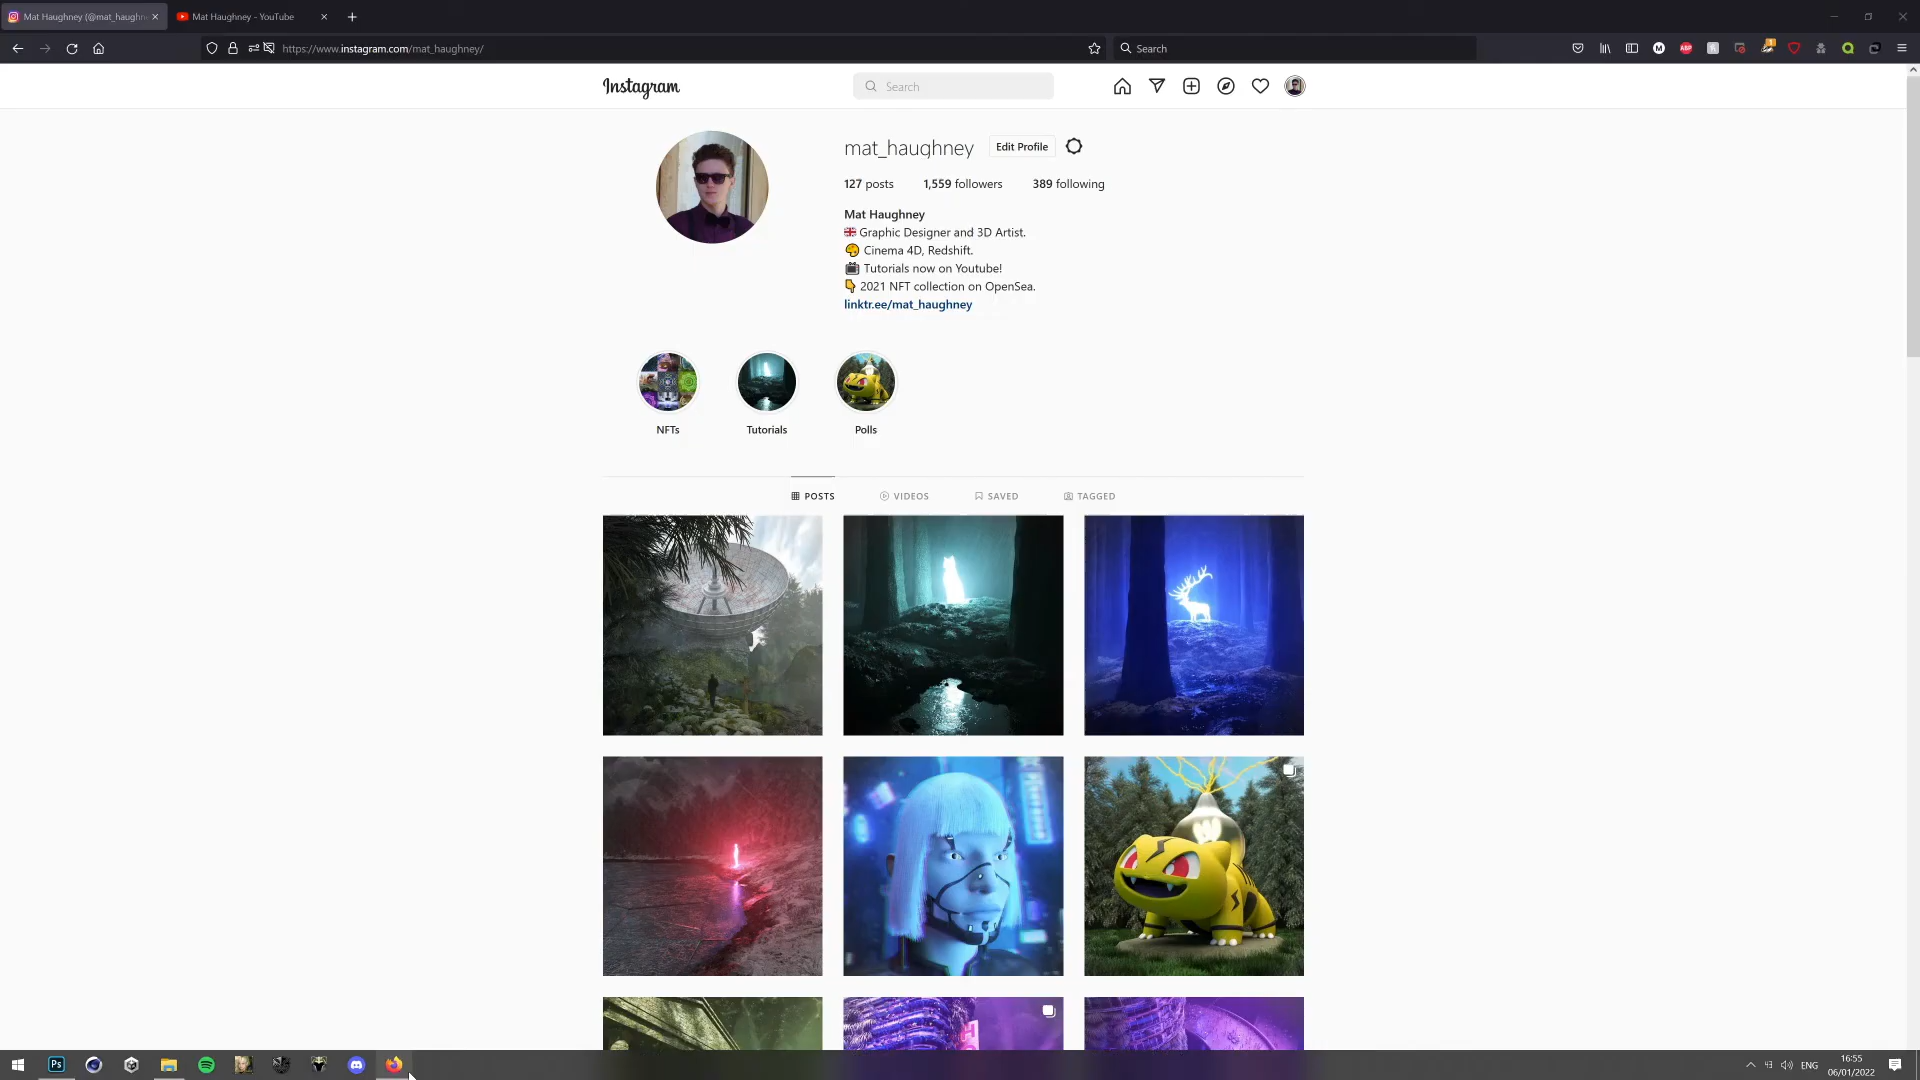 Mat Haughney (@mat_haughn
Mat Haughney - YouTube
https://www.instagram.com/mat_haughney/
Search
M
ABP
1
Instagram
Search
mat_haughney
Edit Profile
127 posts
1,559 followers
389 following
Mat Haughney
Graphic Designer and 3D Artist.
Cinema 4D, Redshift.
Tutorials now on Youtube!
2021 NFT collection on OpenSea.
linktr.ee/mat_haughney
NFTs
Tutorials
Polls
POSTS
VIDEOS
SAVED
TAGGED
H
Ps
ENG
16:55
06/01/2022